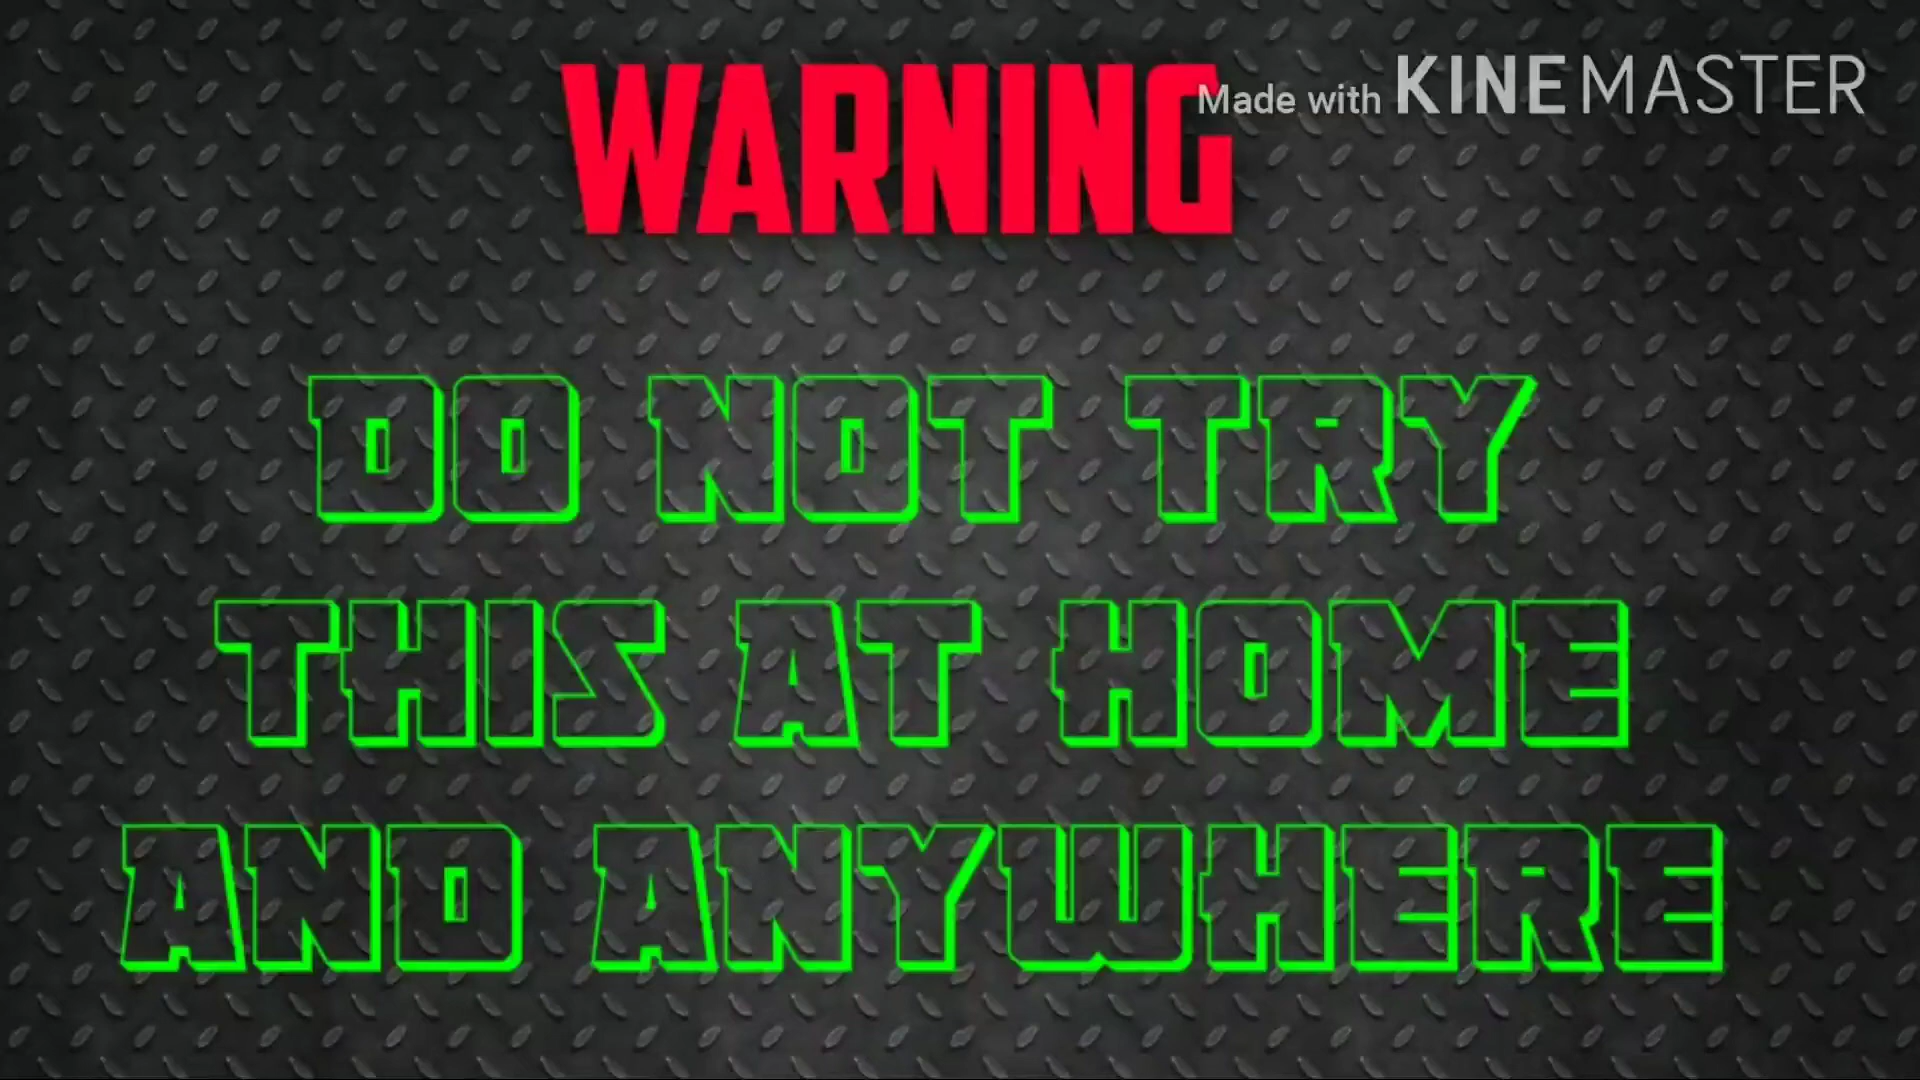 WARNING
Made with KINEMASTER
DO NOT TRY
THIS AT HOME
AND ANYWHERE